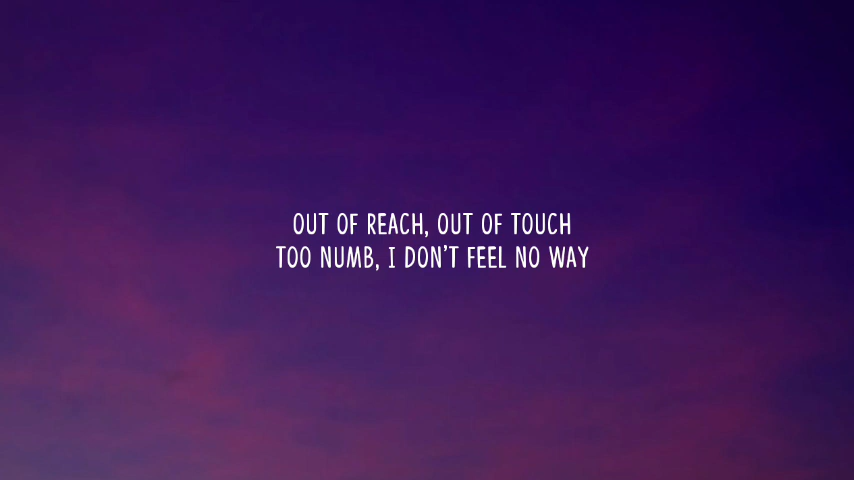 OUT OF REACH, OUT OF TOUCH
TOO NUMB, I DON'T FEEL NO WAY